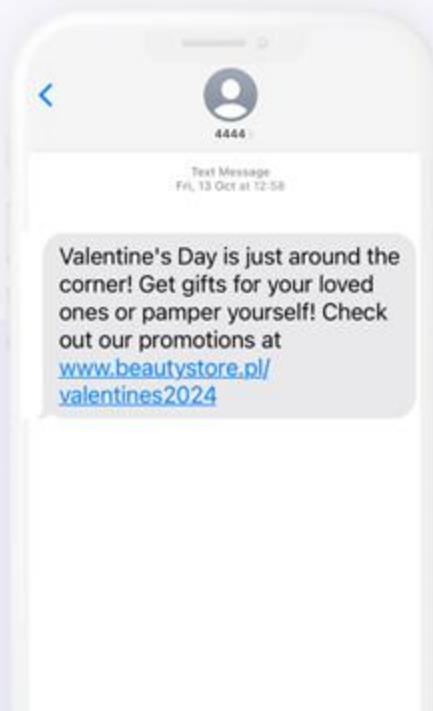 4444
Text Message
Fri, 13 Oct at 12:58
Valentine's Day is just around the
corner! Get gifts for your loved
ones or pamper yourself! Check
out our promotions at
www.beautystore.pl/
valentines2024